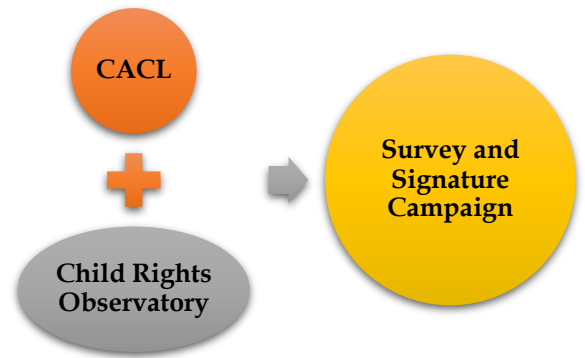 CACL
Child Rights
Observatory
Survey and
Signature
Campaign